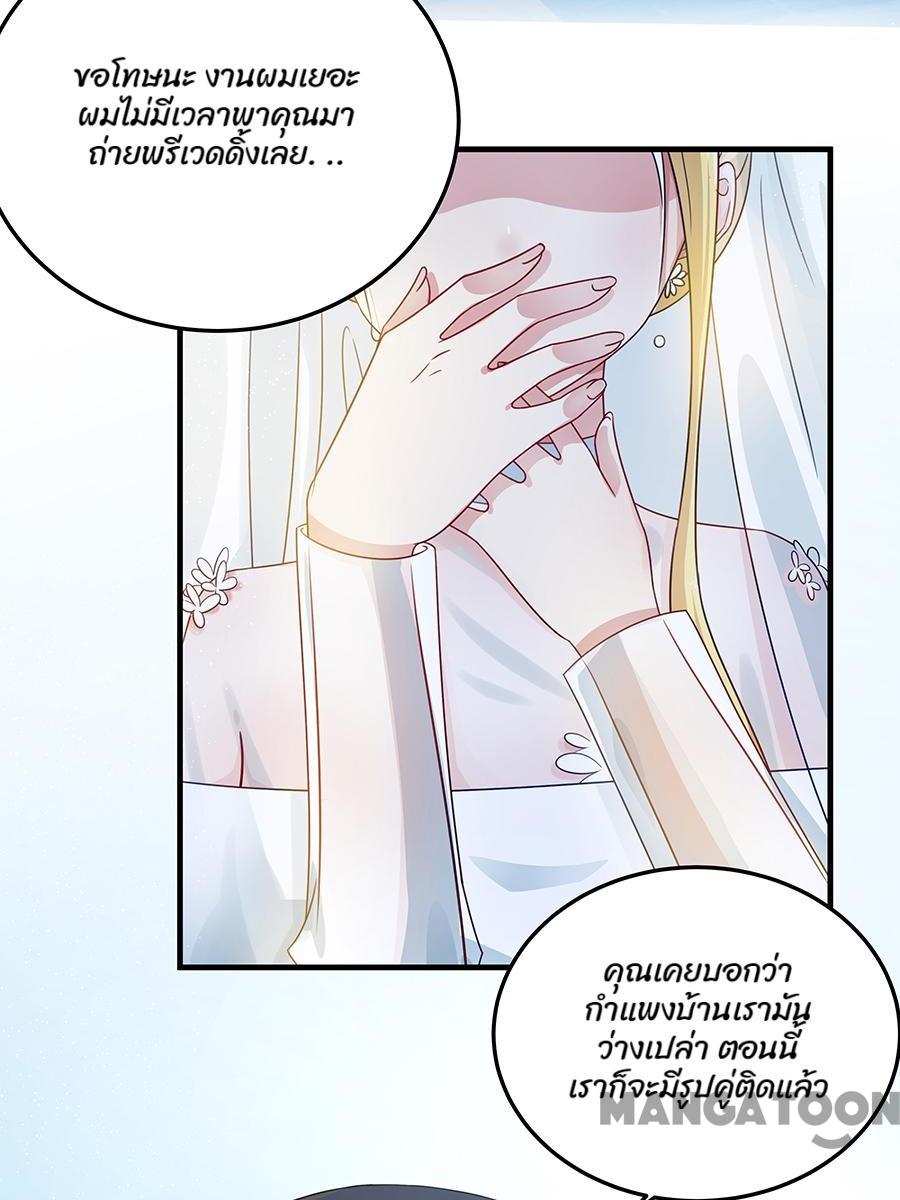 ขอโทษนะ งานผมเยอะ
ผมไม่มีเวลาพาคุณมา
ถ่ายพรีเวดดิ้งเลย. ..
คุณเคยบอกว่า
กำแพงบ้านเรามัน
ว่างเปล่า ตอนนี้
เราก็จะมีรูปคู่ติดแล้ว
MANGATOON